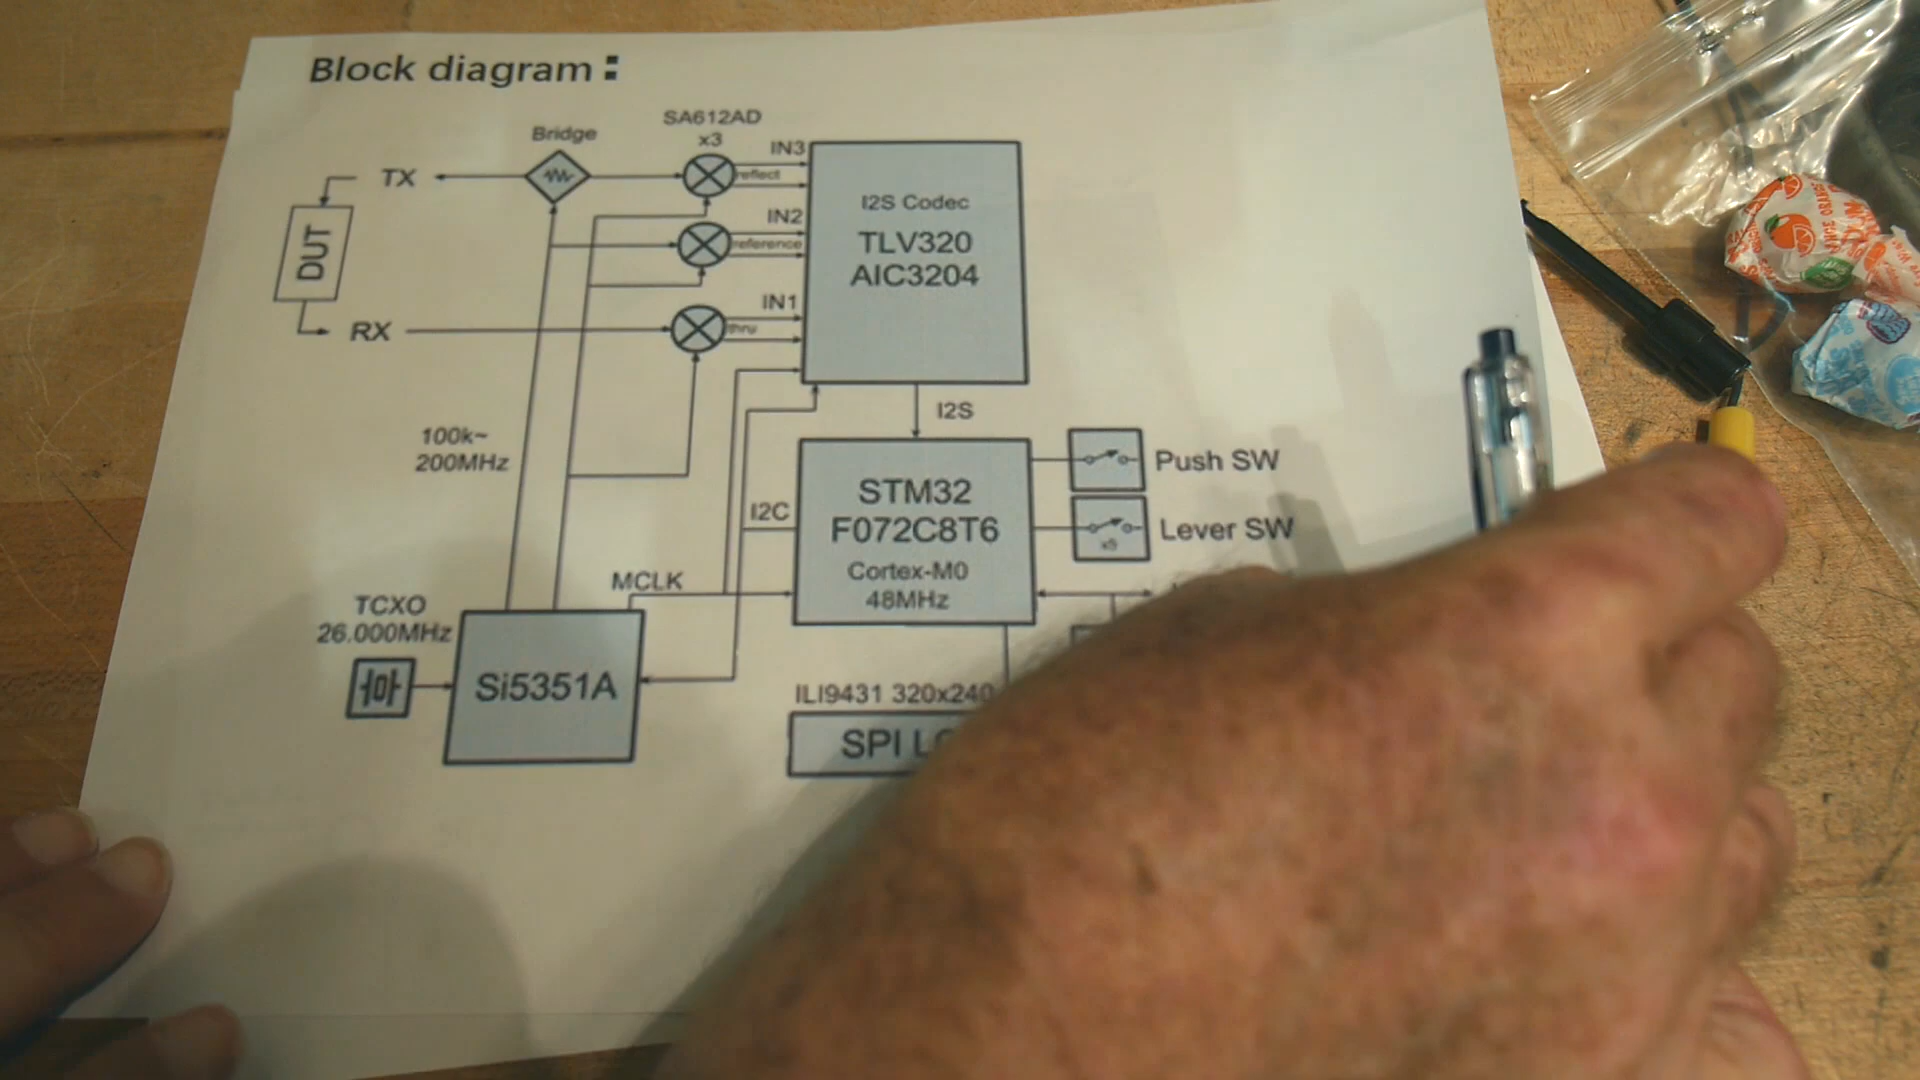 Block diagram :
SA612AD
x3
Bridge
IN3
TX
reflect
I2S Codec
IN2
DUT
reference
TLV320
AIC3204
IN1
RX
thru
I2S
100k~
200MHz
Push SW
STM32
I2C
F072C8T6
Lever SW
x5
Cortex-M0
MCLK
48MHz
TCXO
26.000MHz
Si5351A
ILI9431 320x240
SPI